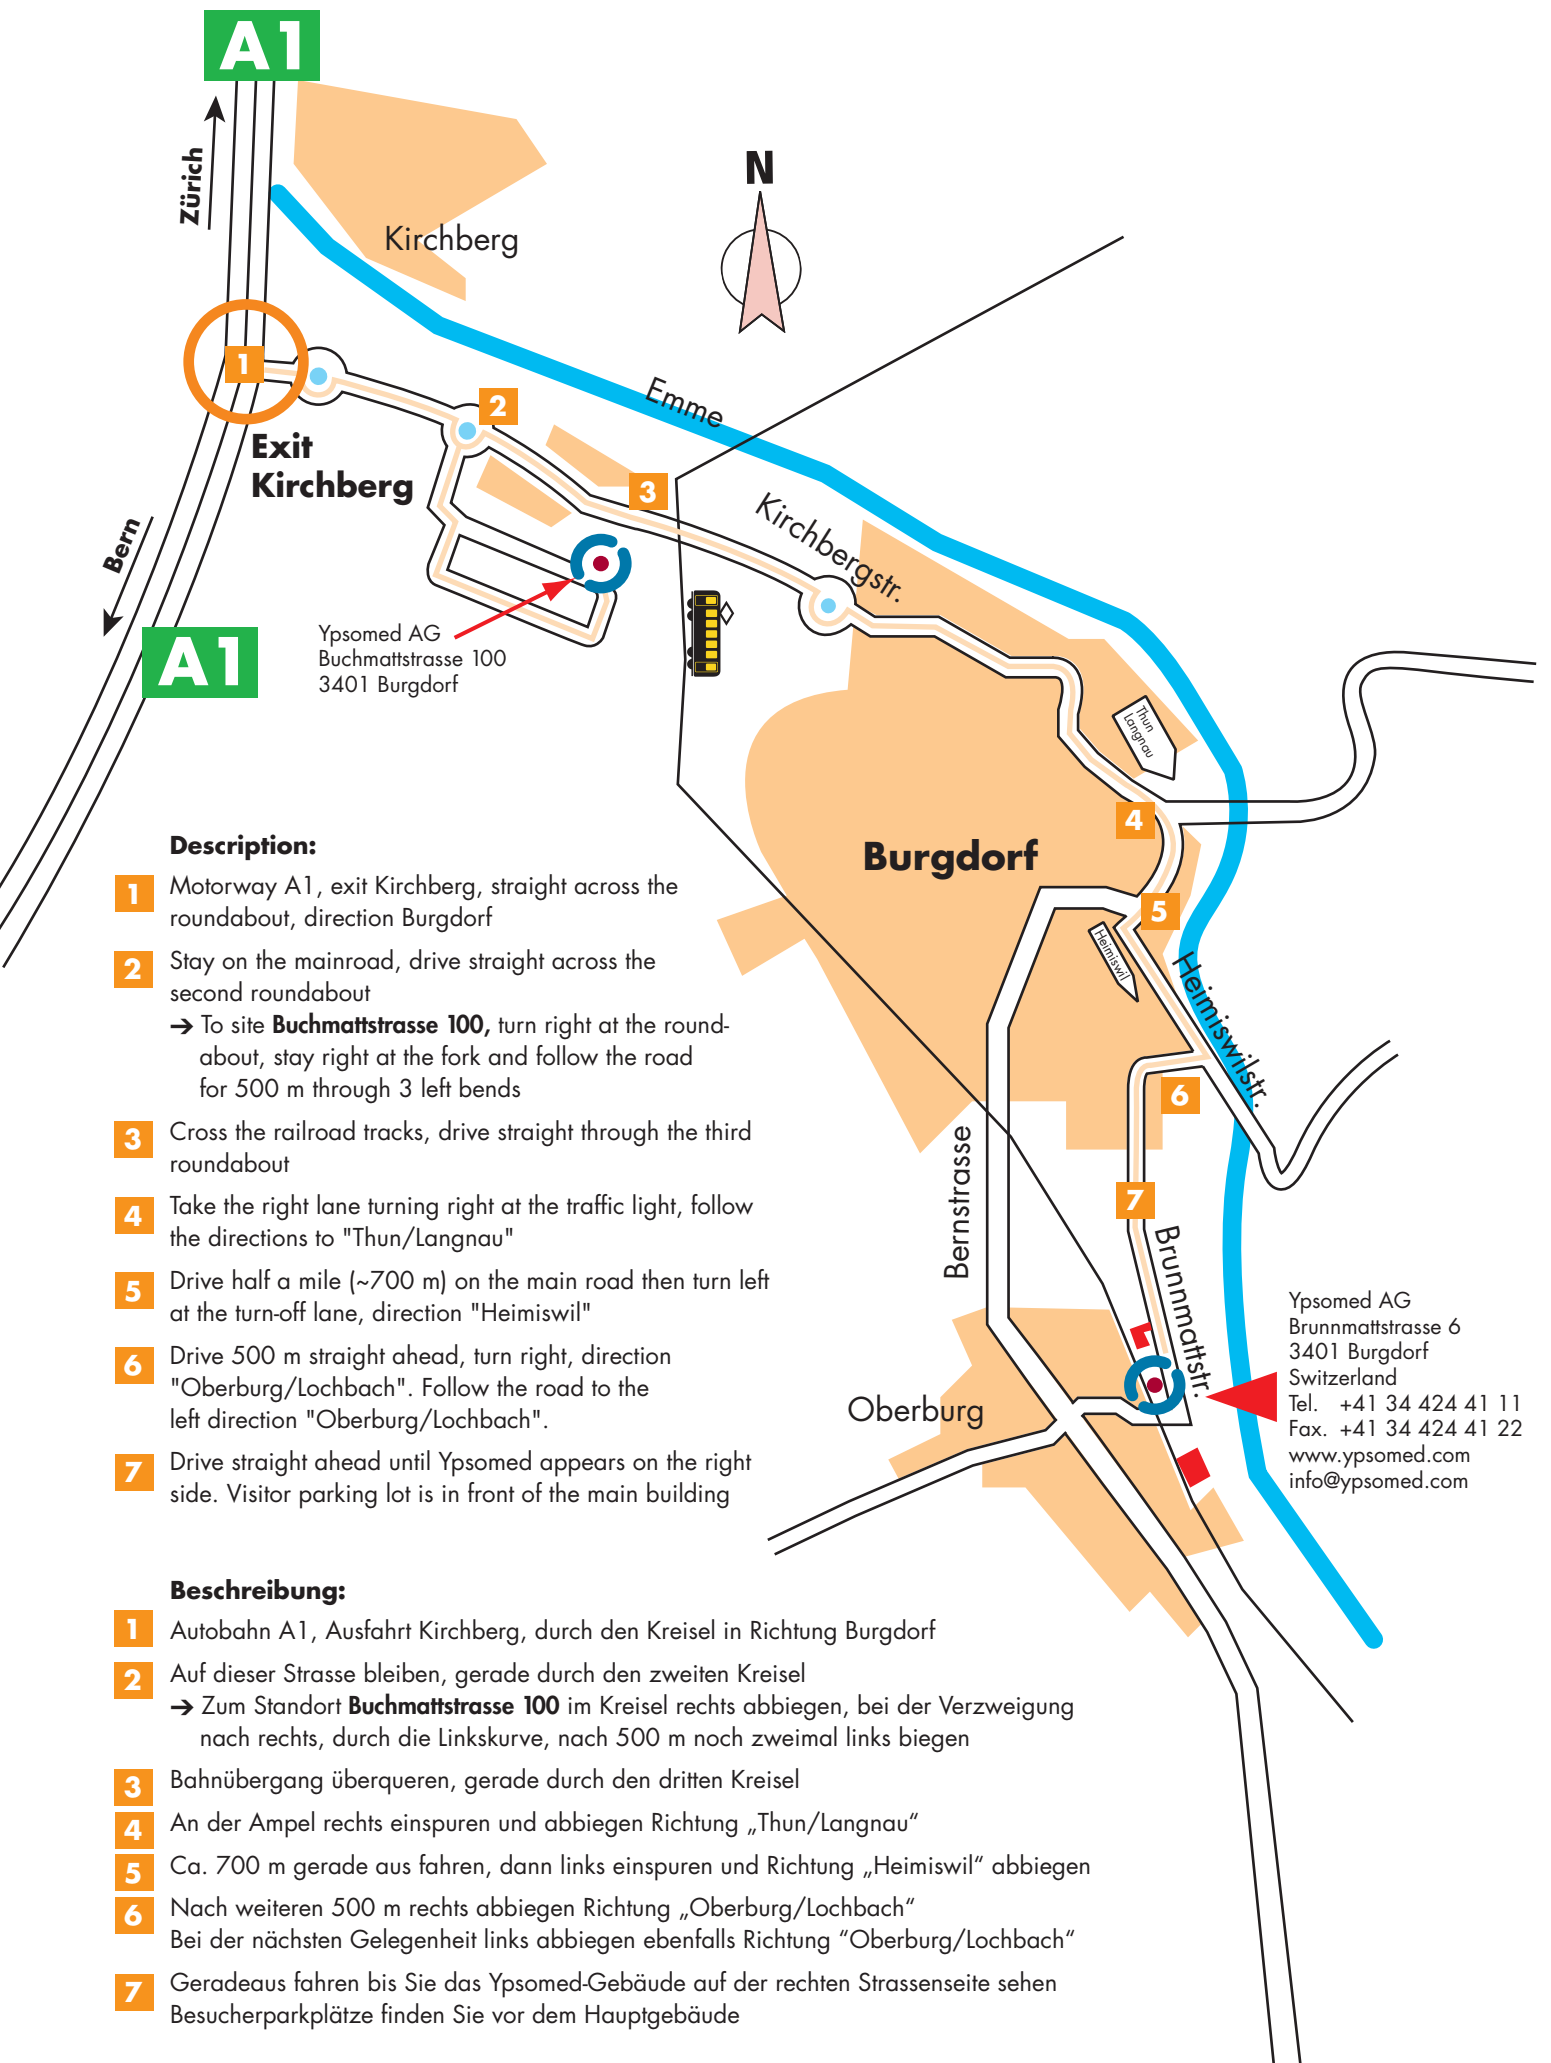 A1
Zürich
N
Kirchberg
1
2
Emme
Exit
Kirchberg
3
Kirchbergstr.
Bern
Ypsomed AG
Buchmattstrasse 100
3401 Burgdorf
A1
Thun
Langnau
4
Burgdorf
5
Heimiswil
Heimiswilstr.
6
Bernstrasse
7
Brunnmattstr.
Oberburg
Ypsomed AG
Brunnmattstrasse 6
3401 Burgdorf
Switzerland
Tel. +41 34 424 41 11
Fax. +41 34 424 41 22
www.ypsomed.com
info@ypsomed.com
Description:
1 Motorway A1, exit Kirchberg, straight across the
roundabout, direction Burgdorf
2 Stay on the mainroad, drive straight across the
second roundabout
➔ To site Buchmattstrasse 100, turn right at the round-
about, stay right at the fork and follow the road
for 500 m through 3 left bends
3 Cross the railroad tracks, drive straight through the third
roundabout
4 Take the right lane turning right at the traffic light, follow
the directions to "Thun/Langnau"
5 Drive half a mile (~700 m) on the main road then turn left
at the turn-off lane, direction "Heimiswil"
6 Drive 500 m straight ahead, turn right, direction
"Oberburg/Lochbach". Follow the road to the
left direction "Oberburg/Lochbach".
7 Drive straight ahead until Ypsomed appears on the right
side. Visitor parking lot is in front of the main building
Beschreibung:
1 Autobahn A1, Ausfahrt Kirchberg, durch den Kreisel in Richtung Burgdorf
2 Auf dieser Strasse bleiben, gerade durch den zweiten Kreisel
➔ Zum Standort Buchmattstrasse 100 im Kreisel rechts abbiegen, bei der Verzweigung
nach rechts, durch die Linkskurve, nach 500 m noch zweimal links biegen
3 Bahnübergang überqueren, gerade durch den dritten Kreisel
4 An der Ampel rechts einspuren und abbiegen Richtung „Thun/Langnau“
5 Ca. 700 m gerade aus fahren, dann links einspuren und Richtung „Heimiswil“ abbiegen
6 Nach weiteren 500 m rechts abbiegen Richtung „Oberburg/Lochbach“
Bei der nächsten Gelegenheit links abbiegen ebenfalls Richtung “Oberburg/Lochbach“
7 Geradeaus fahren bis Sie das Ypsomed-Gebäude auf der rechten Strassenseite sehen
Besucherparkplätze finden Sie vor dem Hauptgebäude